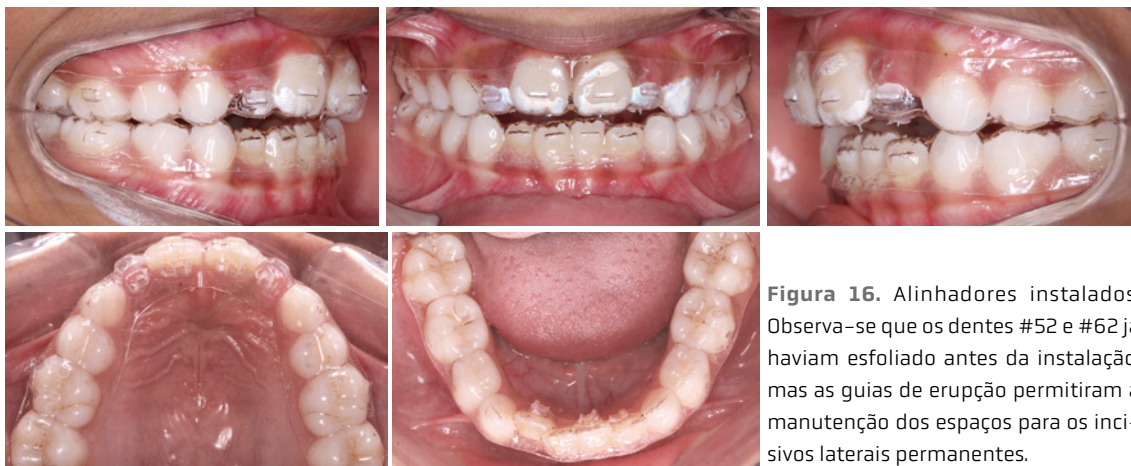 Figura 16. Alinhadores instalados
Observa-se que os dentes #52 e #62 já
haviam esfoliado antes da instalação
mas as guias de erupção permitiram a
manutenção dos espaços para os inci-
sivos laterais permanentes.